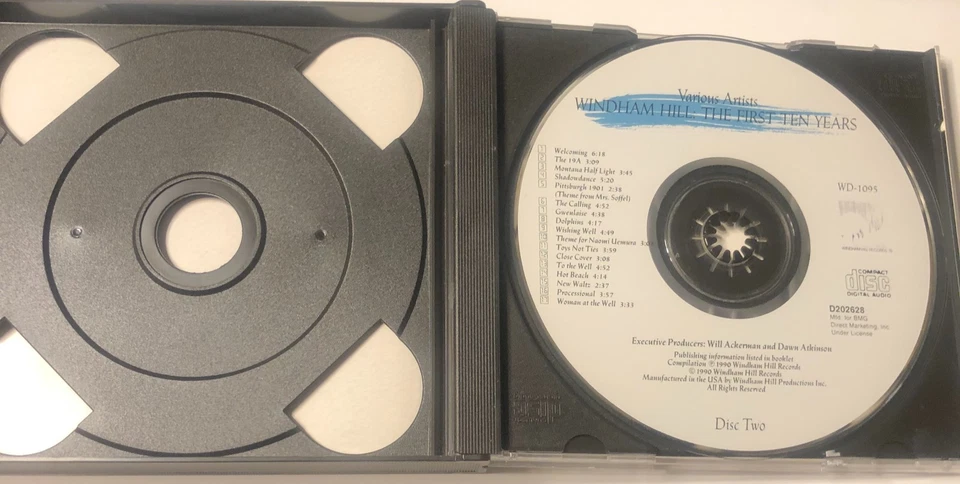 Various Artists
WINDHAM HILL: THE FIRST TEN YEARS
Welcoming 6:18
The 19A 3:09
Montana Half Light 3:45
Shadowdance 5:20
Pittsburgh 1901 2:38
(Theme from Mrs. Soffel)
The Calling 4:52
Gwenlaise 4:38
Dolphins 4:17
Wishing Well 4:49
Theme for Naomi Uemura
Toys Not Ties 3:59
Close Cover 3:08
To the Well 4:52
Hot Beach 4:14
New Waltz 2:37
Processional 3:57
Woman at the Well 3:33
WD-1095
COMPACT
disc
DIGITAL AUDIO
D202628
Mfd. for BMG
Direct Marketing, Inc.
Under License
Executive Producers: Will Ackerman and Dawn Atkinson
Publishing information listed in booklet
Compilation ℗ 1990 Windham Hill Records
© 1990 Windham Hill Records
Manufactured in the USA by Windham Hill Productions Inc.
All Rights Reserved
Disc Two